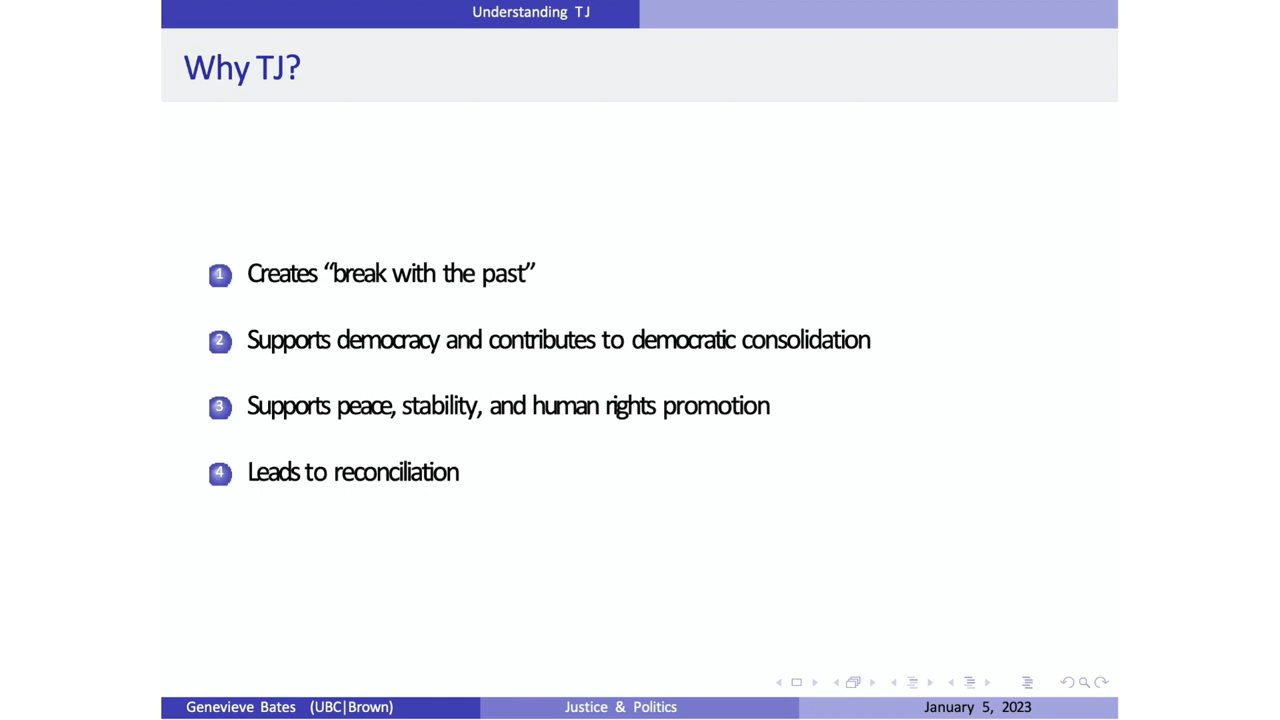 Understanding TJ
Why TJ?
1 Creates “break with the past”
2 Supports democracy and contributes to democratic consolidation
3 Supports peace, stability, and human rights promotion
4 Leads to reconciliation
Genevieve Bates (UBC|Brown) Justice & Politics January 5, 2023